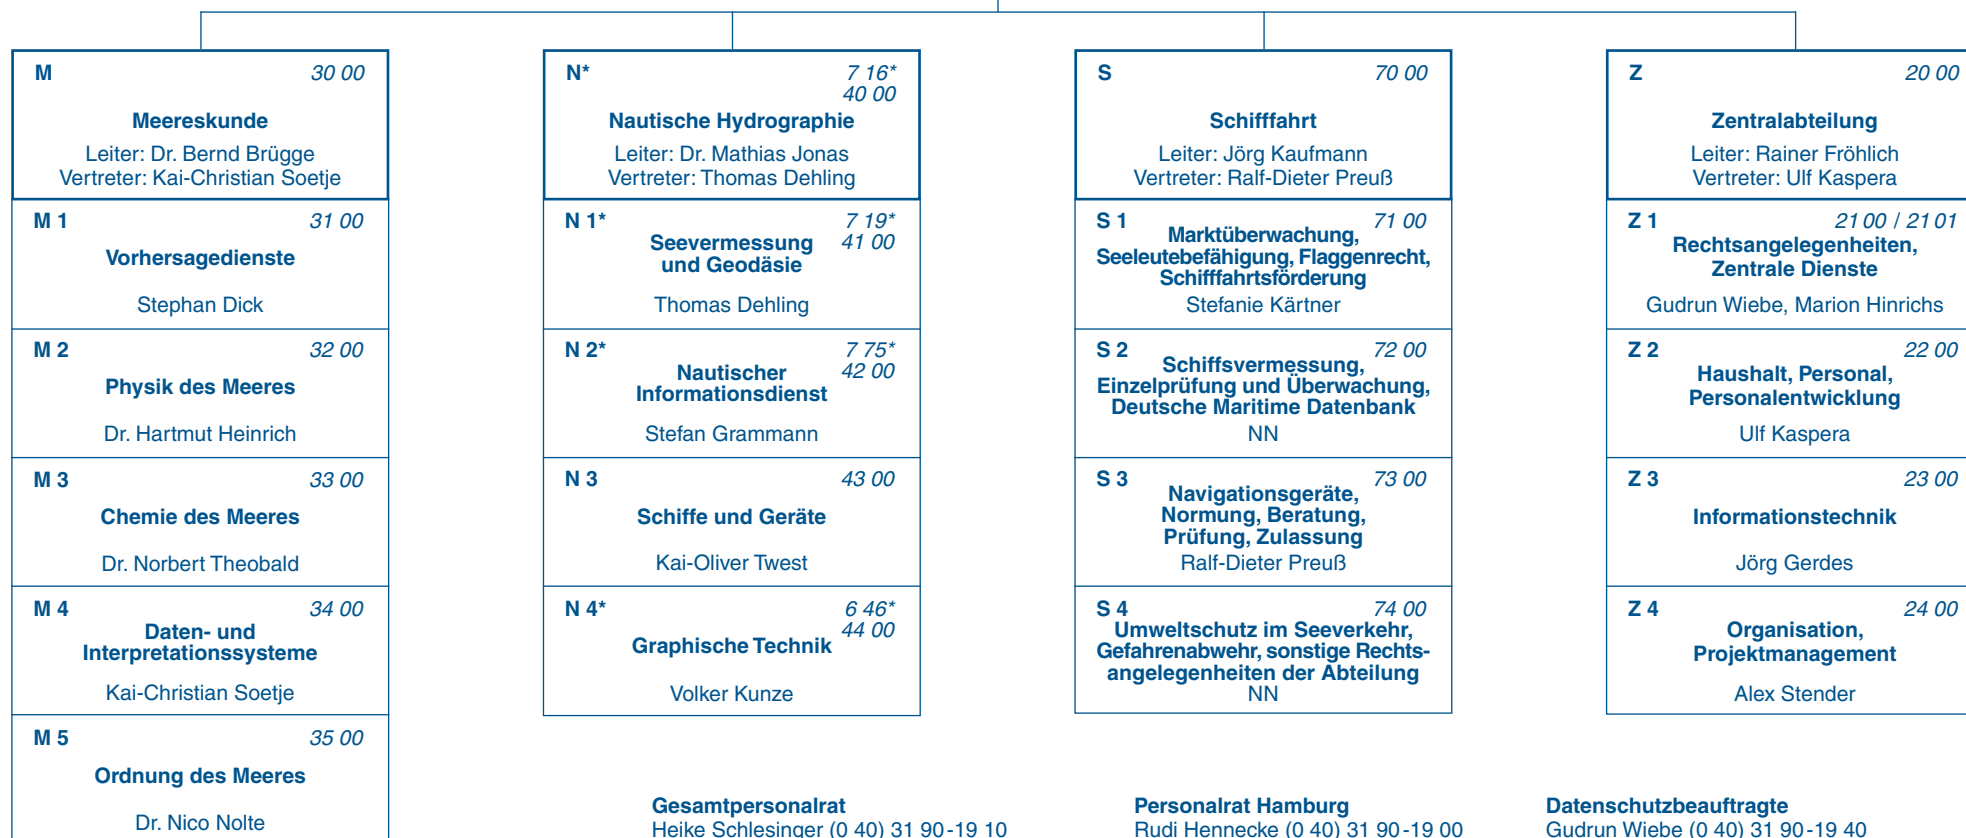 M 30 00
Meereskunde
Leiter: Dr. Bernd Brügge
Vertreter: Kai-Christian Soetje
M 1 31 00
Vorhersagedienste
Stephan Dick
M 2 32 00
Physik des Meeres
Dr. Hartmut Heinrich
M 3 33 00
Chemie des Meeres
Dr. Norbert Theobald
M 4 34 00
Daten- und
Interpretationssysteme
Kai-Christian Soetje
M 5 35 00
Ordnung des Meeres
Dr. Nico Nolte
N* 7 16*
40 00
Nautische Hydrographie
Leiter: Dr. Mathias Jonas
Vertreter: Thomas Dehling
N 1* 7 19*
Seevermessung 41 00
und Geodäsie
Thomas Dehling
N 2* 7 75*
Nautischer 42 00
Informationsdienst
Stefan Grammann
N 3 43 00
Schiffe und Geräte
Kai-Oliver Twest
N 4* 6 46*
44 00
Graphische Technik
Volker Kunze
S 70 00
Schifffahrt
Leiter: Jörg Kaufmann
Vertreter: Ralf-Dieter Preuß
S 1 71 00
Marktüberwachung,
Seeleutebefähigung, Flaggenrecht,
Schifffahrtsförderung
Stefanie Kärtner
S 2 72 00
Schiffsvermessung,
Einzelprüfung und Überwachung,
Deutsche Maritime Datenbank
NN
S 3 73 00
Navigationsgeräte,
Normung, Beratung,
Prüfung, Zulassung
Ralf-Dieter Preuß
S 4 74 00
Umweltschutz im Seeverkehr,
Gefahrenabwehr, sonstige Rechts-
angelegenheiten der Abteilung
NN
Z 20 00
Zentralabteilung
Leiter: Rainer Fröhlich
Vertreter: Ulf Kaspera
Z 1 21 00 / 21 01
Rechtsangelegenheiten,
Zentrale Dienste
Gudrun Wiebe, Marion Hinrichs
Z 2 22 00
Haushalt, Personal,
Personalentwicklung
Ulf Kaspera
Z 3 23 00
Informationstechnik
Jörg Gerdes
Z 4 24 00
Organisation,
Projektmanagement
Alex Stender
Gesamtpersonalrat
Heike Schlesinger (0 40) 31 90-19 10
Personalrat Hamburg
Rudi Hennecke (0 40) 31 90-19 00
Datenschutzbeauftragte
Gudrun Wiebe (0 40) 31 90-19 40